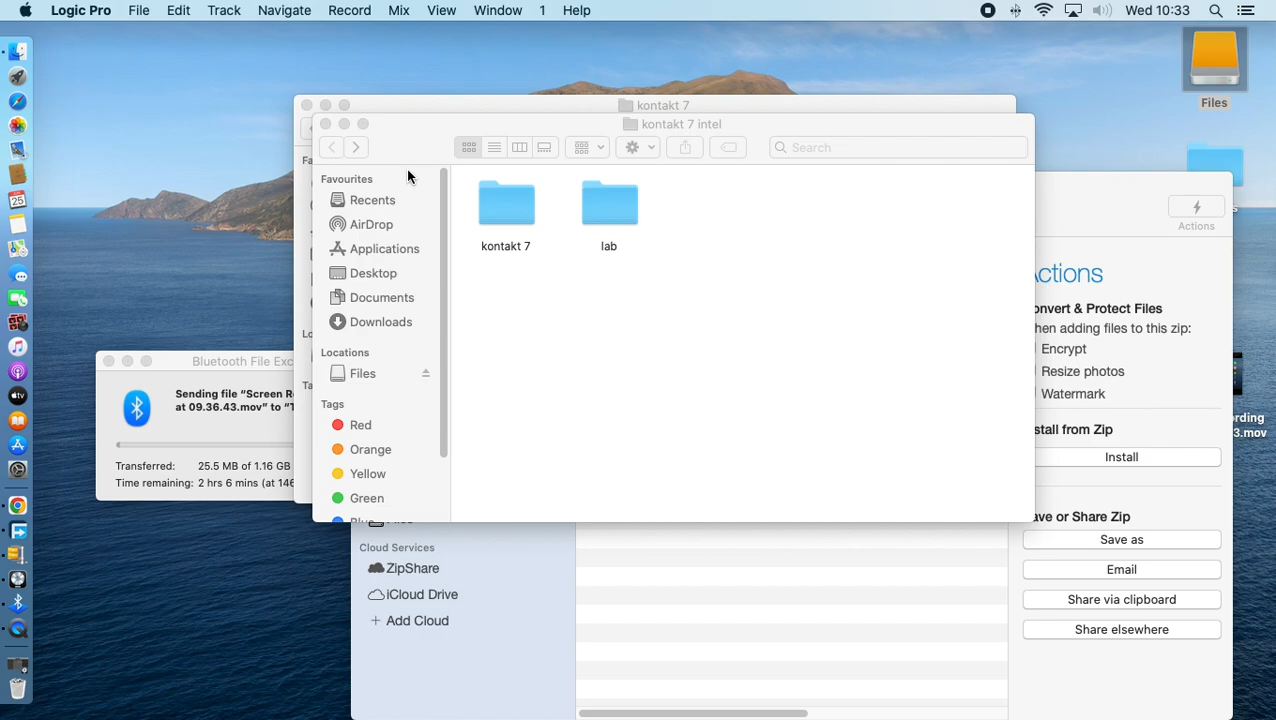 Logic Pro File Edit Track Navigate Record Mix View Window 1 Help Wed 10:33
Files
kontakt 7
kontakt 7 intel
Search
Favourites
Recents
AirDrop
Applications
Desktop
Documents
Downloads
Locations
Files
Tags
Red
Orange
Yellow
Green
kontakt 7
lab
Bluetooth File Exc
Sending file “Screen R
at 09.36.43.mov” to “T
Transferred: 25.5 MB of 1.16 GB
Time remaining: 2 hrs 6 mins (at 146
Cloud Services
ZipShare
iCloud Drive
+ Add Cloud
Actions
ctions
onvert & Protect Files
hen adding files to this zip:
Encrypt
Resize photos
Watermark
stall from Zip
Install
ave or Share Zip
Save as
Email
Share via clipboard
Share elsewhere
rding
3.mov